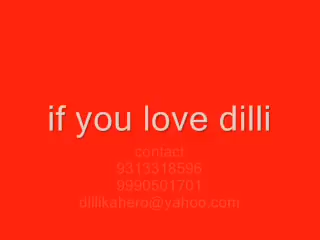 if you love dilli
contact
9313318596
9990501701
dillikahero@yahoo.com